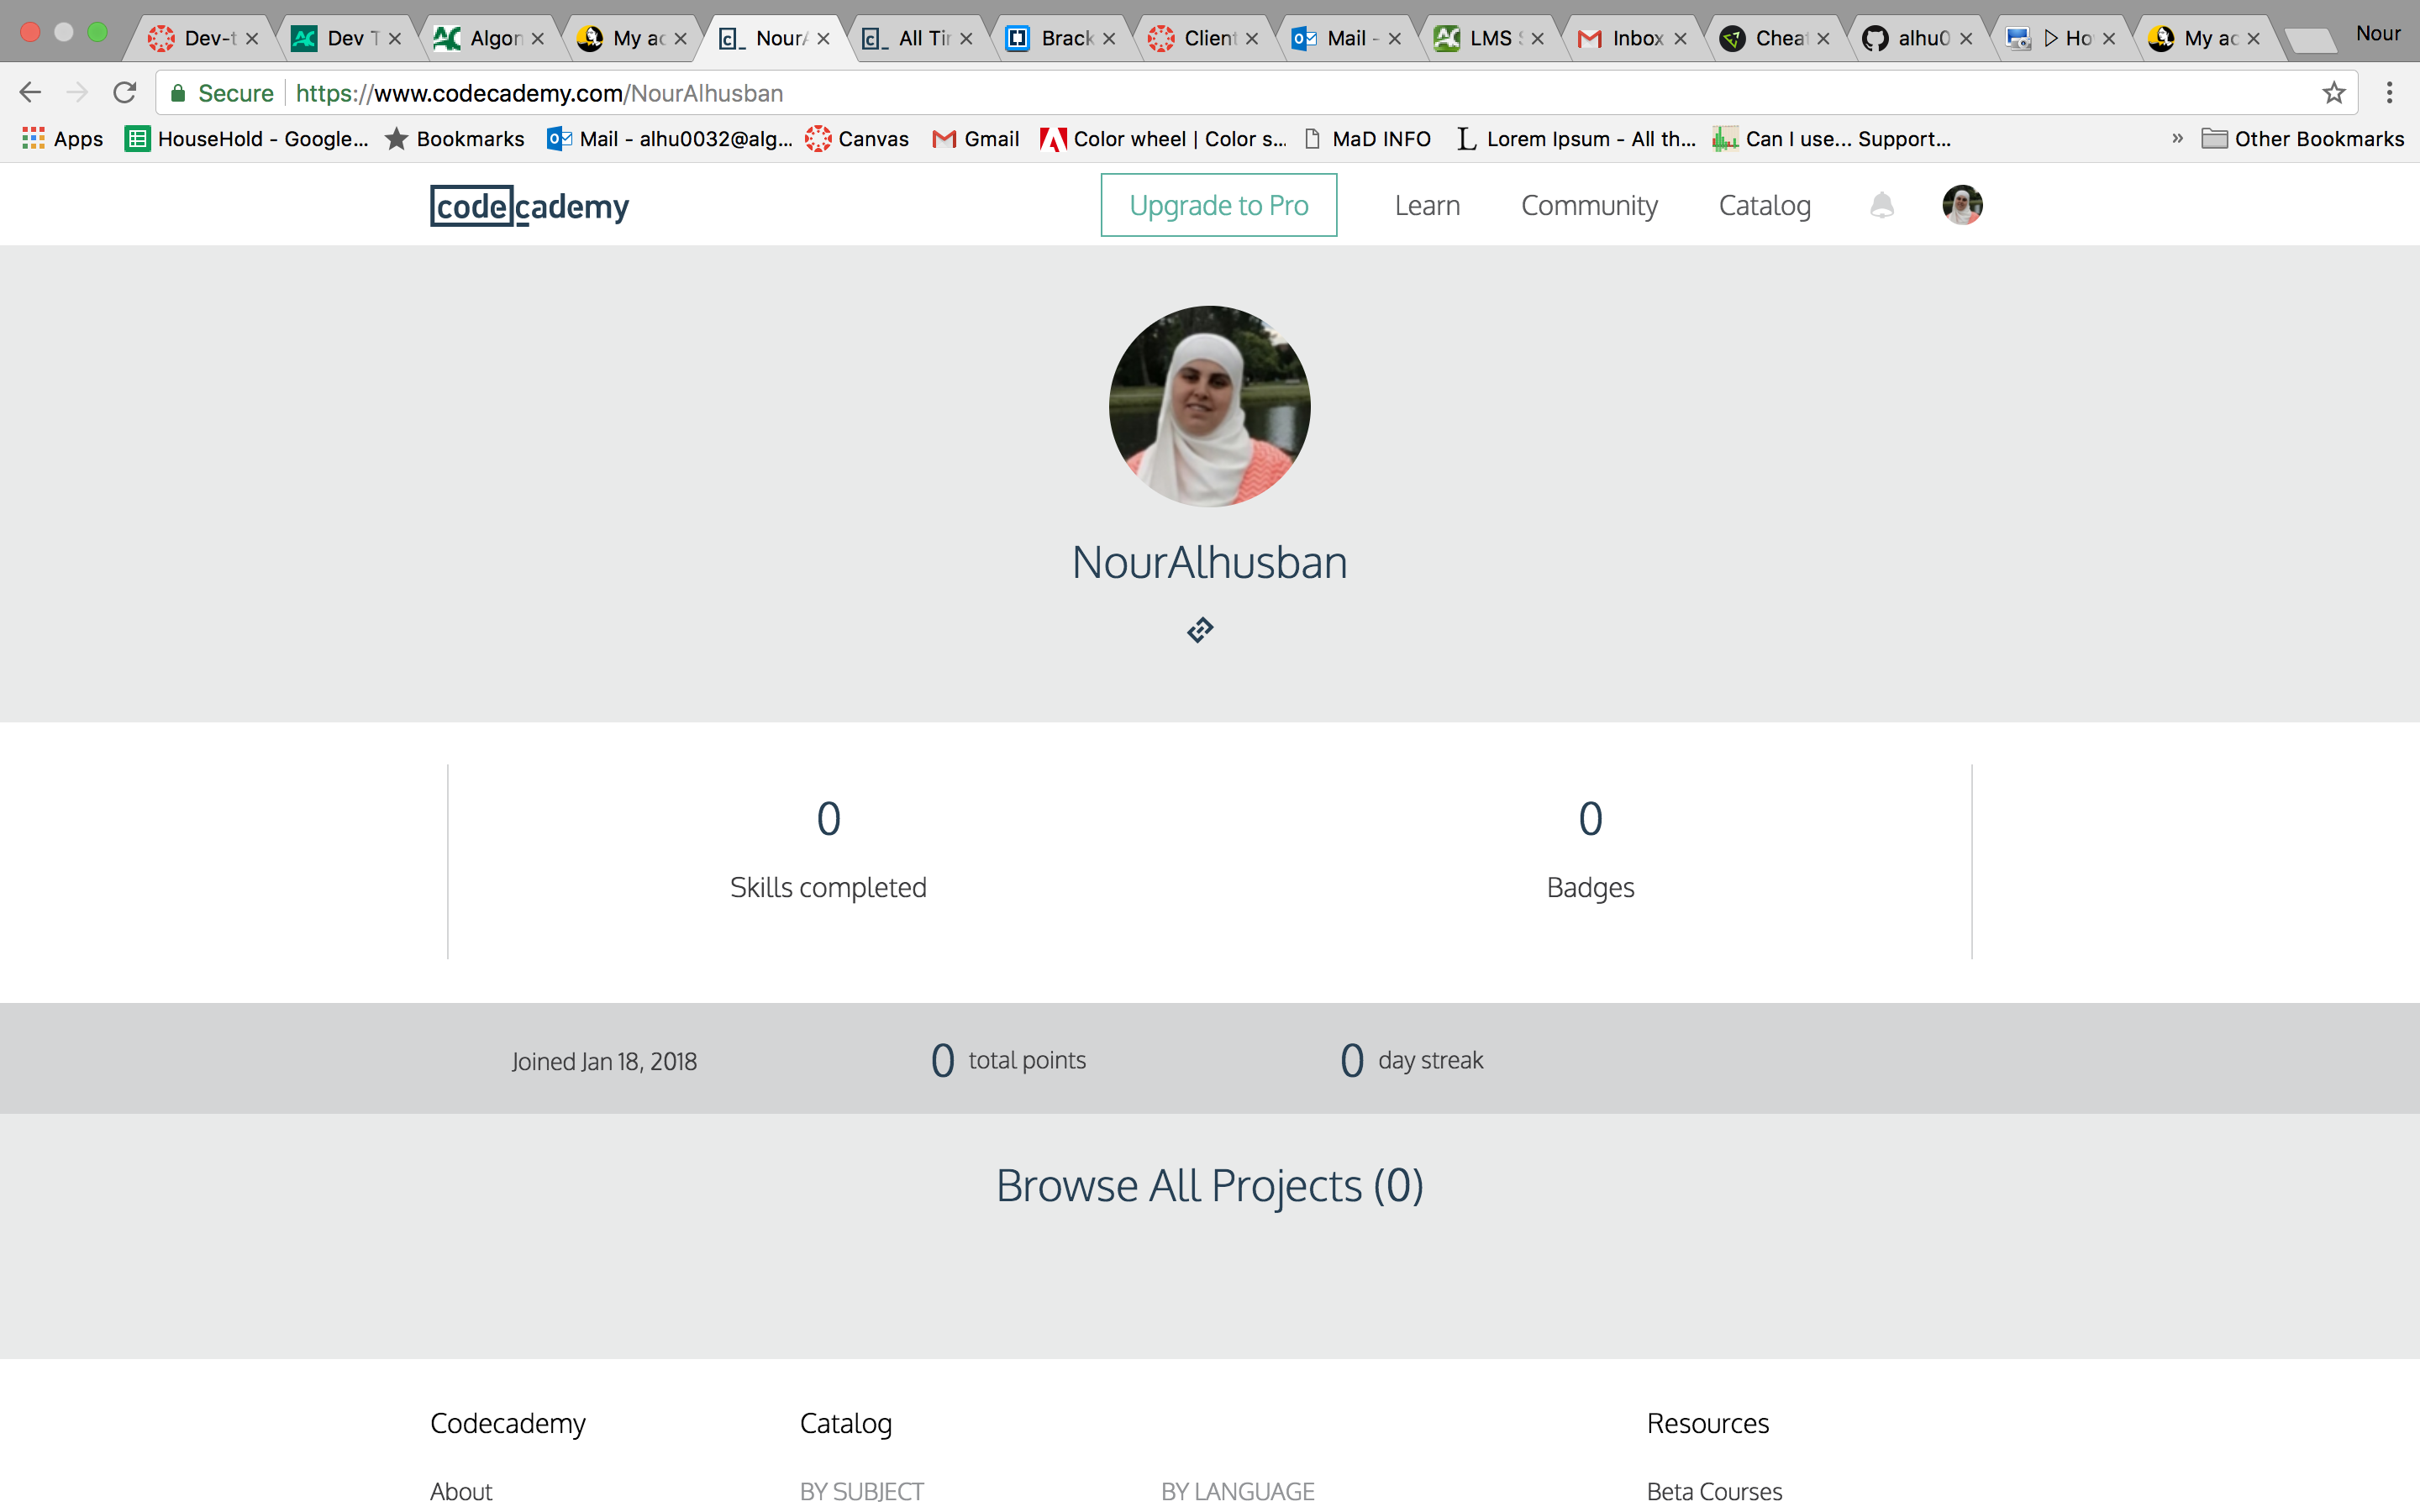 Dev-t Dev T Algon My ac NourA All Tir Brack Client Mail - LMS S Inbox Cheat alhu0 Ho My ac Nour
Secure https://www.codecademy.com/NourAlhusban
Apps HouseHold - Google... Bookmarks Mail - alhu0032@alg... Canvas Gmail Color wheel | Color s... MaD INFO Lorem Ipsum - All th... Can I use... Support... » Other Bookmarks
codecademy Upgrade to Pro Learn Community Catalog
NourAlhusban
0 0
Skills completed Badges
Joined Jan 18, 2018 0 total points 0 day streak
Browse All Projects (0)
Codecademy Catalog Resources
About BY SUBJECT BY LANGUAGE Beta Courses